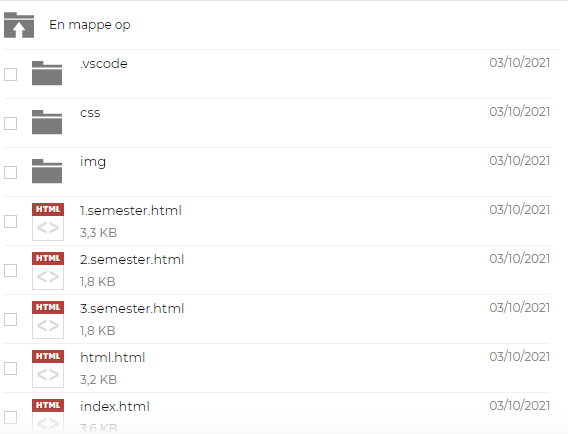 En mappe op
.vscode 03/10/2021
css 03/10/2021
img 03/10/2021
HTML 1.semester.html 03/10/2021
<> 3,3 KB
HTML 2.semester.html 03/10/2021
<> 1,8 KB
HTML 3.semester.html 03/10/2021
<> 1,8 KB
HTML html.html 03/10/2021
<> 3,2 KB
HTML index.html 03/10/2021
<> 3,6 KB